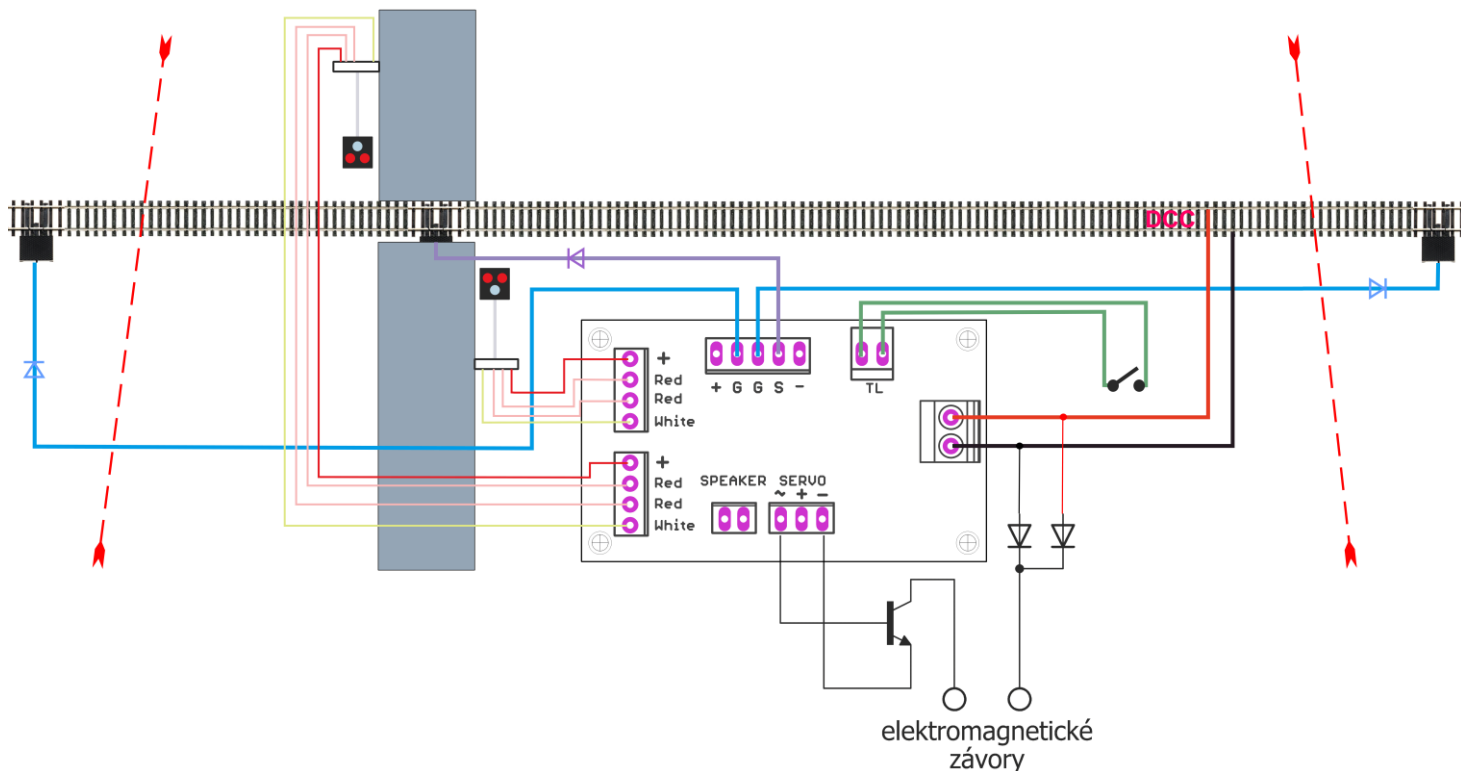 DCC
+ G G S -
TL
+
Red
Red
White
+
Red
Red
White
SPEAKER SERVO
~ + -
elektromagnetické
závory